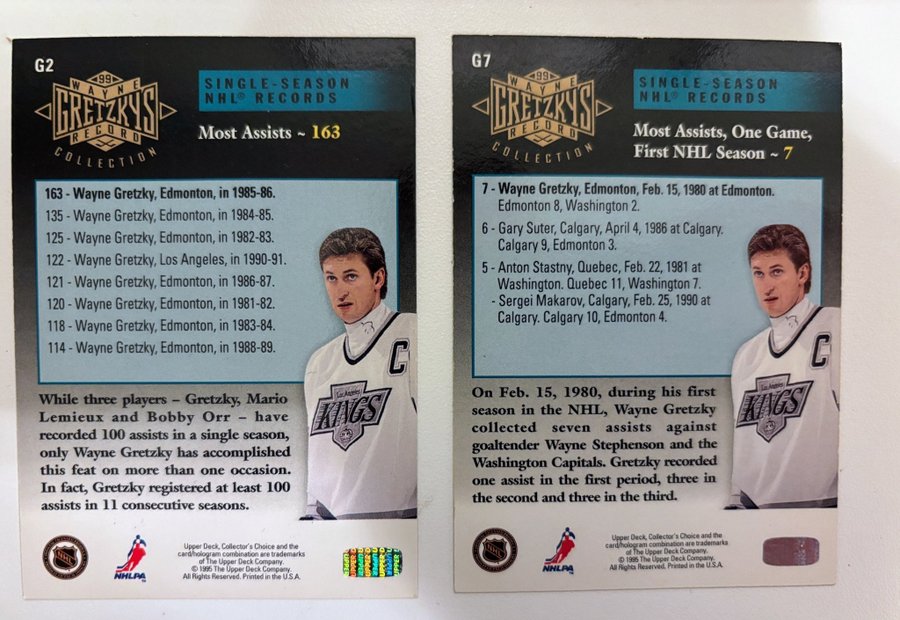 G2
99
WAYNE
GRETZKY'S
RECORD
COLLECTION
SINGLE-SEASON
NHL® RECORDS
Most Assists ~ 163
163 - Wayne Gretzky, Edmonton, in 1985-86.
135 - Wayne Gretzky, Edmonton, in 1984-85.
125 - Wayne Gretzky, Edmonton, in 1982-83.
122 - Wayne Gretzky, Los Angeles, in 1990-91.
121 - Wayne Gretzky, Edmonton, in 1986-87.
120 - Wayne Gretzky, Edmonton, in 1981-82.
118 - Wayne Gretzky, Edmonton, in 1983-84.
114 - Wayne Gretzky, Edmonton, in 1988-89.
C
Los Angeles
KINGS
While three players – Gretzky, Mario
Lemieux and Bobby Orr – have
recorded 100 assists in a single season,
only Wayne Gretzky has accomplished
this feat on more than one occasion.
In fact, Gretzky registered at least 100
assists in 11 consecutive seasons.
NHL
NHLPA
Upper Deck, Collector's Choice and the
card/hologram combination are trademarks
of The Upper Deck Company.
© 1995 The Upper Deck Company.
All Rights Reserved. Printed in the U.S.A.
UPPER
G7
99
WAYNE
GRETZKY'S
RECORD
COLLECTION
SINGLE-SEASON
NHL® RECORDS
Most Assists, One Game,
First NHL Season ~ 7
7 - Wayne Gretzky, Edmonton, Feb. 15, 1980 at Edmonton.
Edmonton 8, Washington 2.
6 - Gary Suter, Calgary, April 4, 1986 at Calgary.
Calgary 9, Edmonton 3.
5 - Anton Stastny, Quebec, Feb. 22, 1981 at
Washington. Quebec 11, Washington 7.
- Sergei Makarov, Calgary, Feb. 25, 1990 at
Calgary. Calgary 10, Edmonton 4.
C
Los Angeles
KINGS
On Feb. 15, 1980, during his first
season in the NHL, Wayne Gretzky
collected seven assists against
goaltender Wayne Stephenson and the
Washington Capitals. Gretzky recorded
one assist in the first period, three in
the second and three in the third.
NHL
NHLPA
Upper Deck, Collector's Choice and the
card/hologram combination are trademarks
of The Upper Deck Company.
© 1995 The Upper Deck Company.
All Rights Reserved. Printed in the U.S.A.